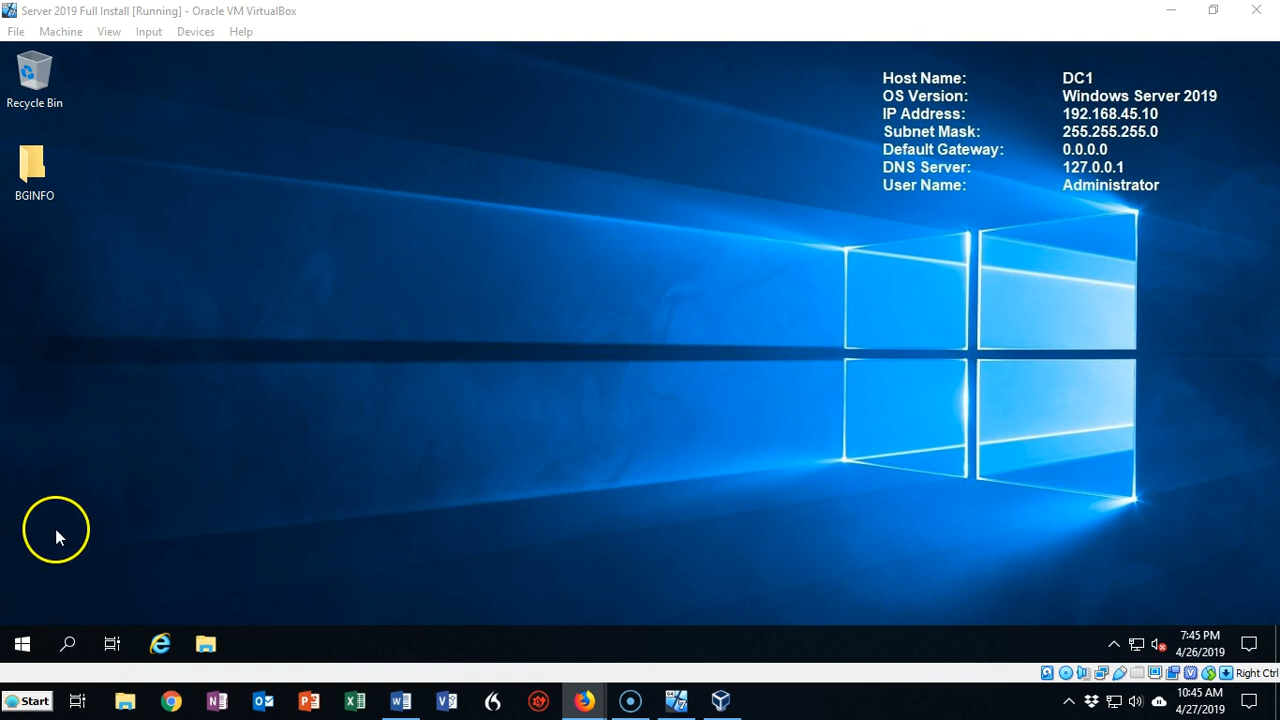 Server 2019 Full Install [Running] - Oracle VM VirtualBox
File Machine View Input Devices Help
Recycle Bin
BGINFO
Host Name: DC1
OS Version: Windows Server 2019
IP Address: 192.168.45.10
Subnet Mask: 255.255.255.0
Default Gateway: 0.0.0.0
DNS Server: 127.0.0.1
User Name: Administrator
7:45 PM
4/26/2019
Right Ctrl
Start
10:45 AM
4/27/2019